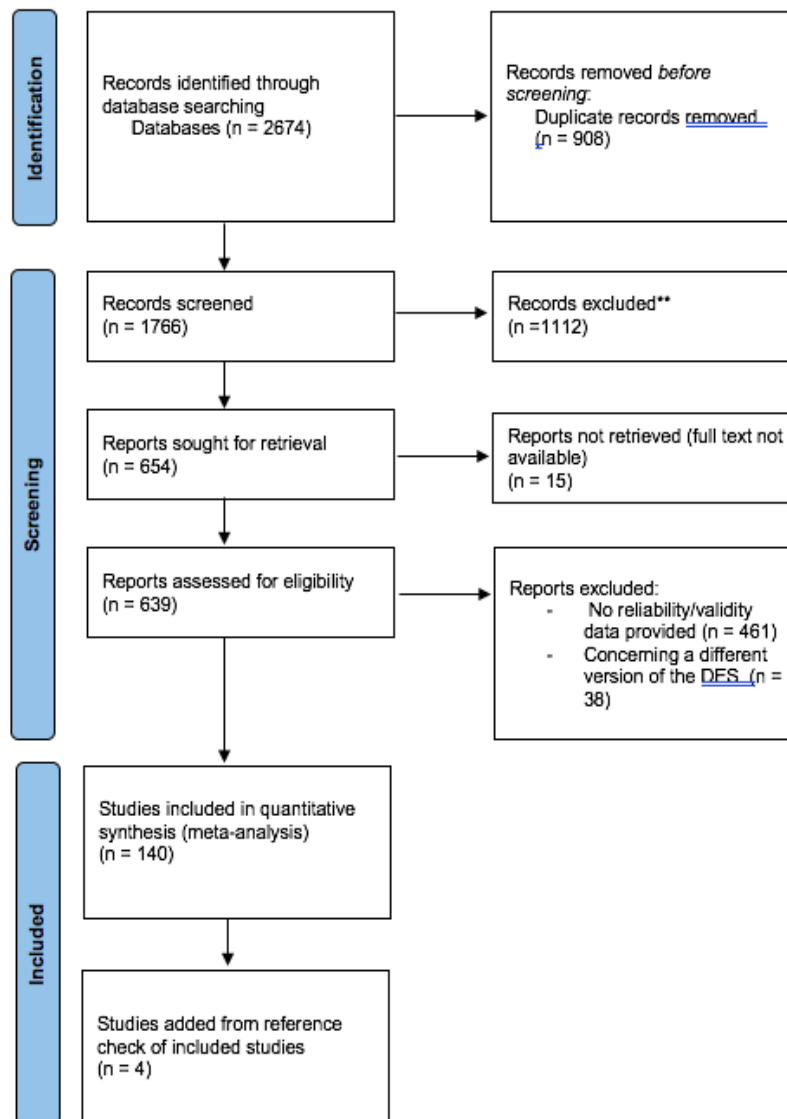 Identification
Records identified through
database searching
Databases (n = 2674)
Records removed before
screening:
Duplicate records removed
(n = 908)
Screening
Records screened
(n = 1766)
Records excluded**
(n =1112)
Reports sought for retrieval
(n = 654)
Reports not retrieved (full text not
available)
(n = 15)
Reports assessed for eligibility
(n = 639)
Reports excluded:
- No reliability/validity
data provided (n = 461)
- Concerning a different
version of the DES (n =
38)
Included
Studies included in quantitative
synthesis (meta-analysis)
(n = 140)
Studies added from reference
check of included studies
(n = 4)